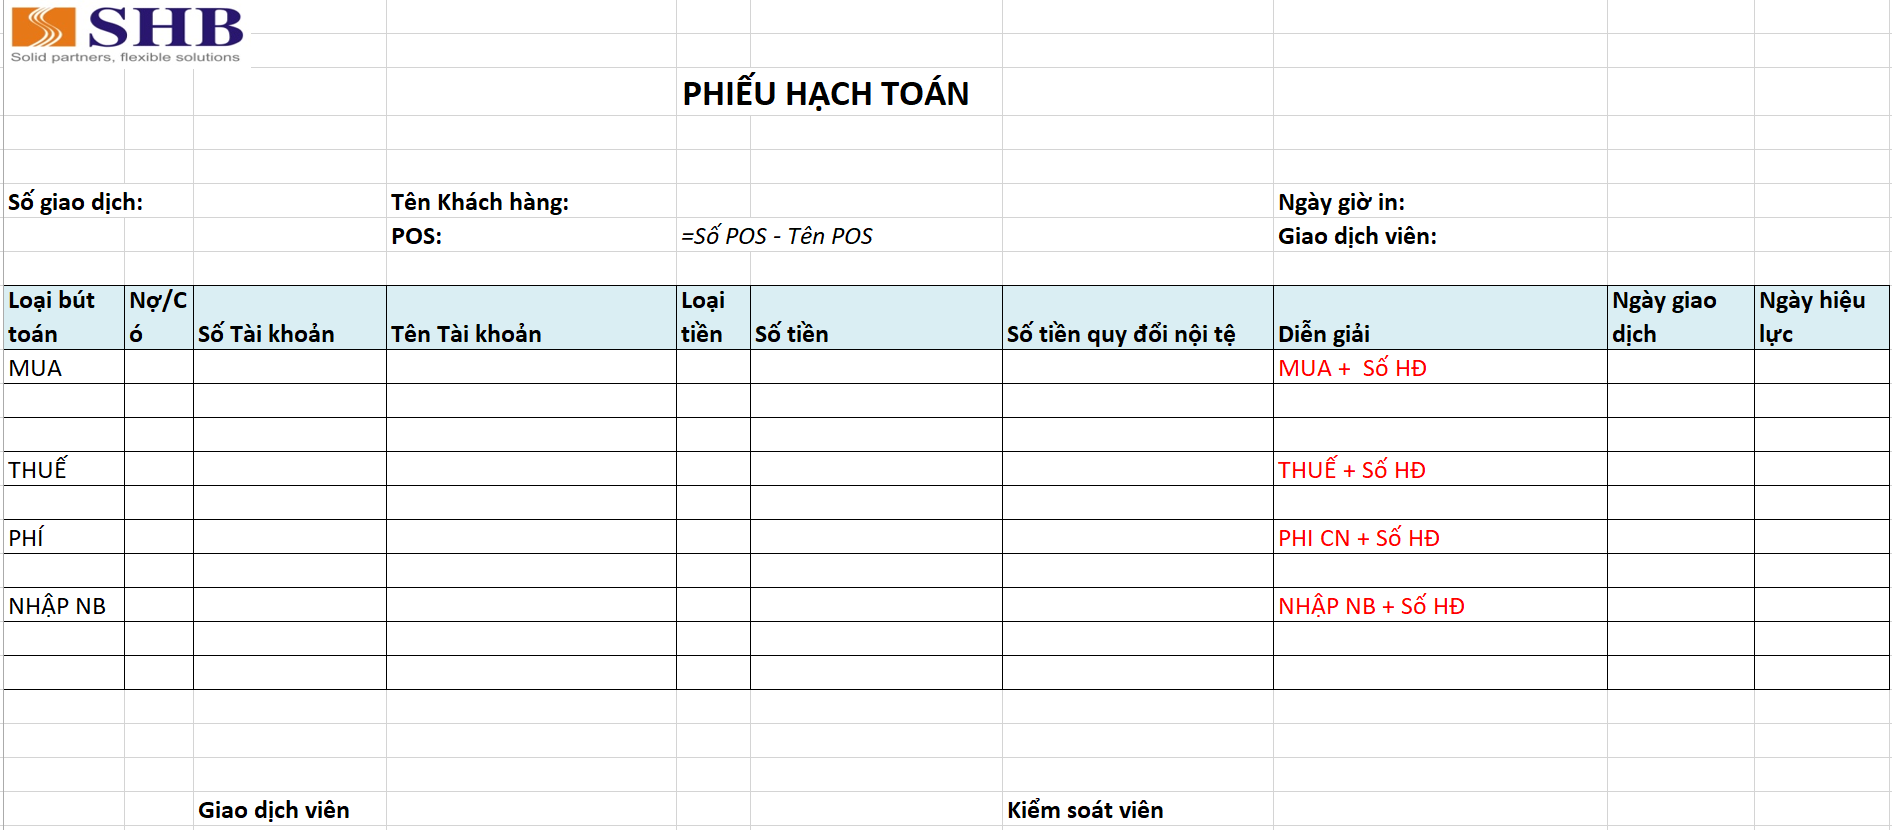 SHB
Solid partners, flexible solutions
PHIẾU HẠCH TOÁN
Số giao dịch: Tên Khách hàng: Ngày giờ in:
POS: =Số POS - Tên POS Giao dịch viên:
Loại bút toán Nợ/Có Số Tài khoản Tên Tài khoản Loại tiền Số tiền Số tiền quy đổi nội tệ Diễn giải Ngày giao dịch Ngày hiệu lực
MUA MUA + Số HĐ
THUẾ THUẾ + Số HĐ
PHÍ PHI CN + Số HĐ
NHẬP NB NHẬP NB + Số HĐ
Giao dịch viên Kiểm soát viên